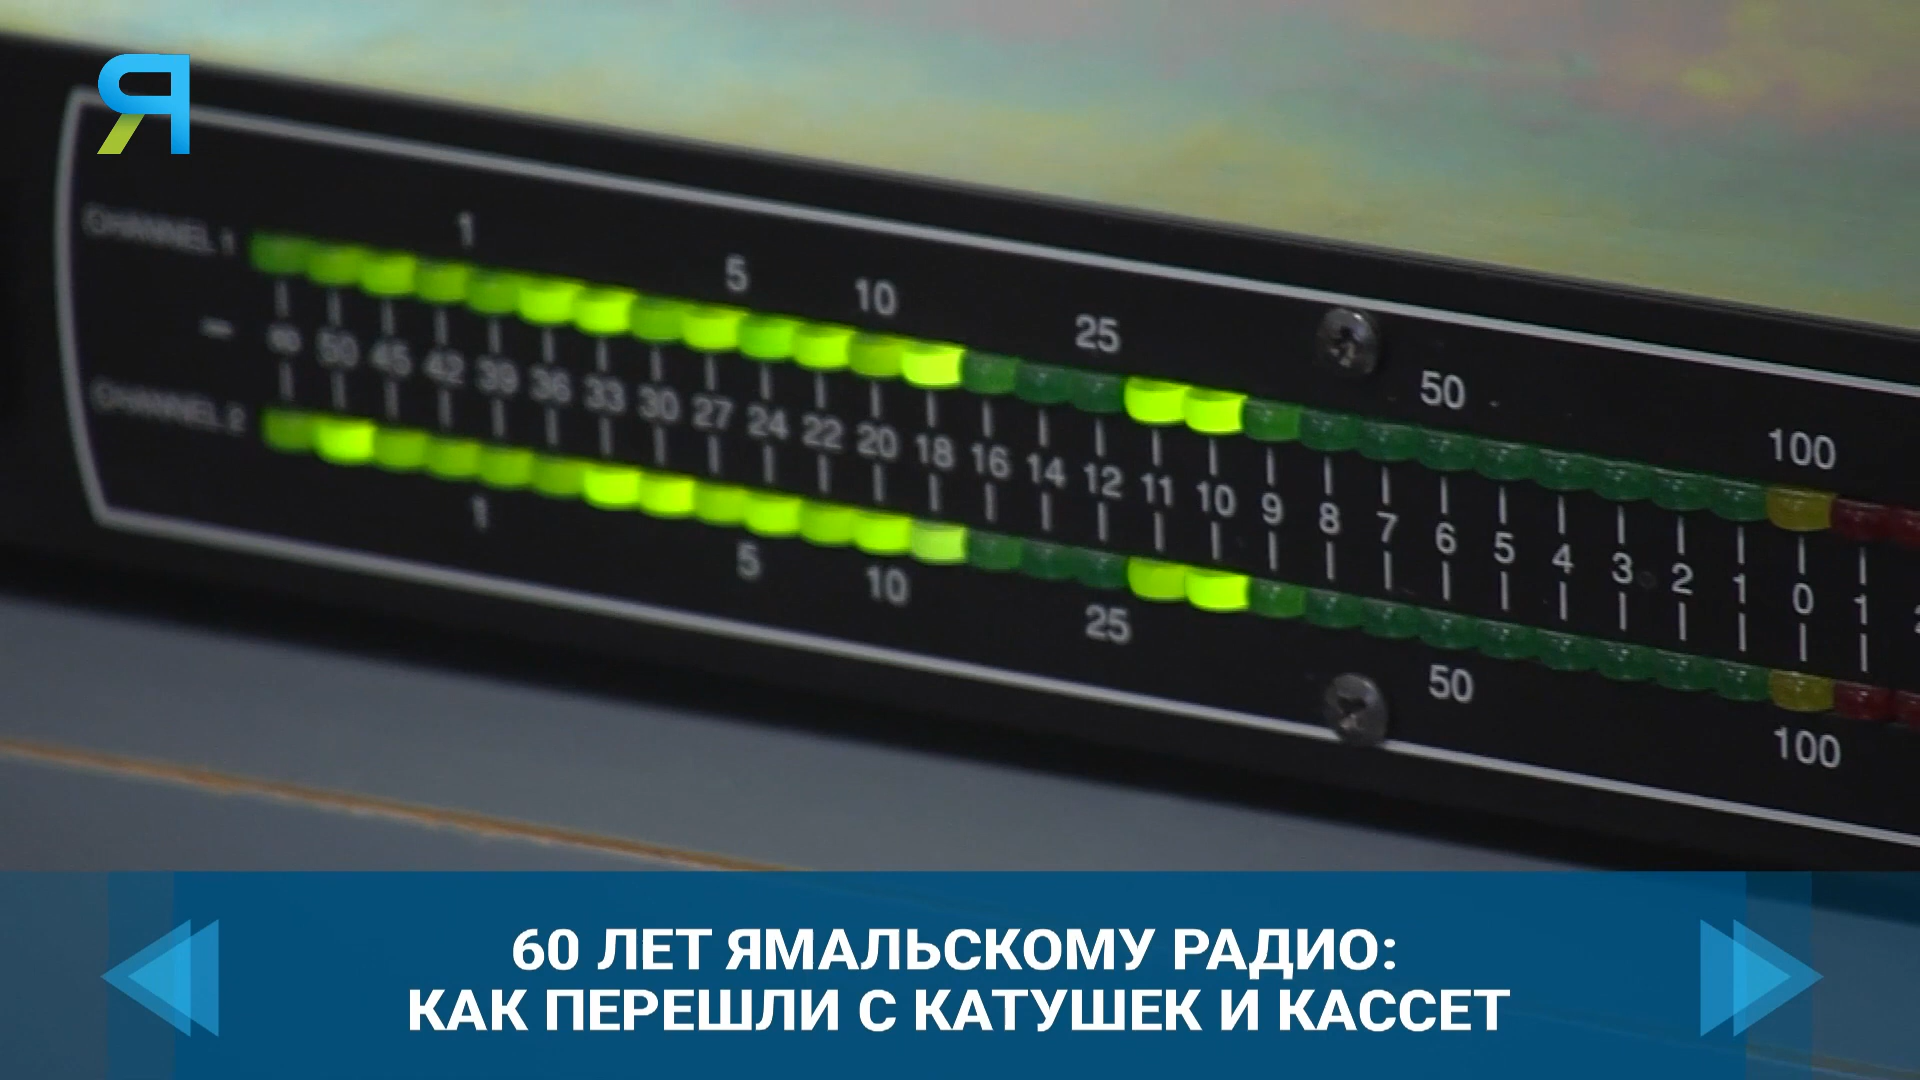 Я
CHANNEL 1
1 5 10 25 50 100
– ∞ 50 45 42 39 36 33 30 27 24 22 20 18 16 14 12 11 10 9 8 7 6 5 4 3 2 1 0 1
CHANNEL 2
1 5 10 25 50 100
60 ЛЕТ ЯМАЛЬСКОМУ РАДИО:
КАК ПЕРЕШЛИ С КАТУШЕК И КАССЕТ